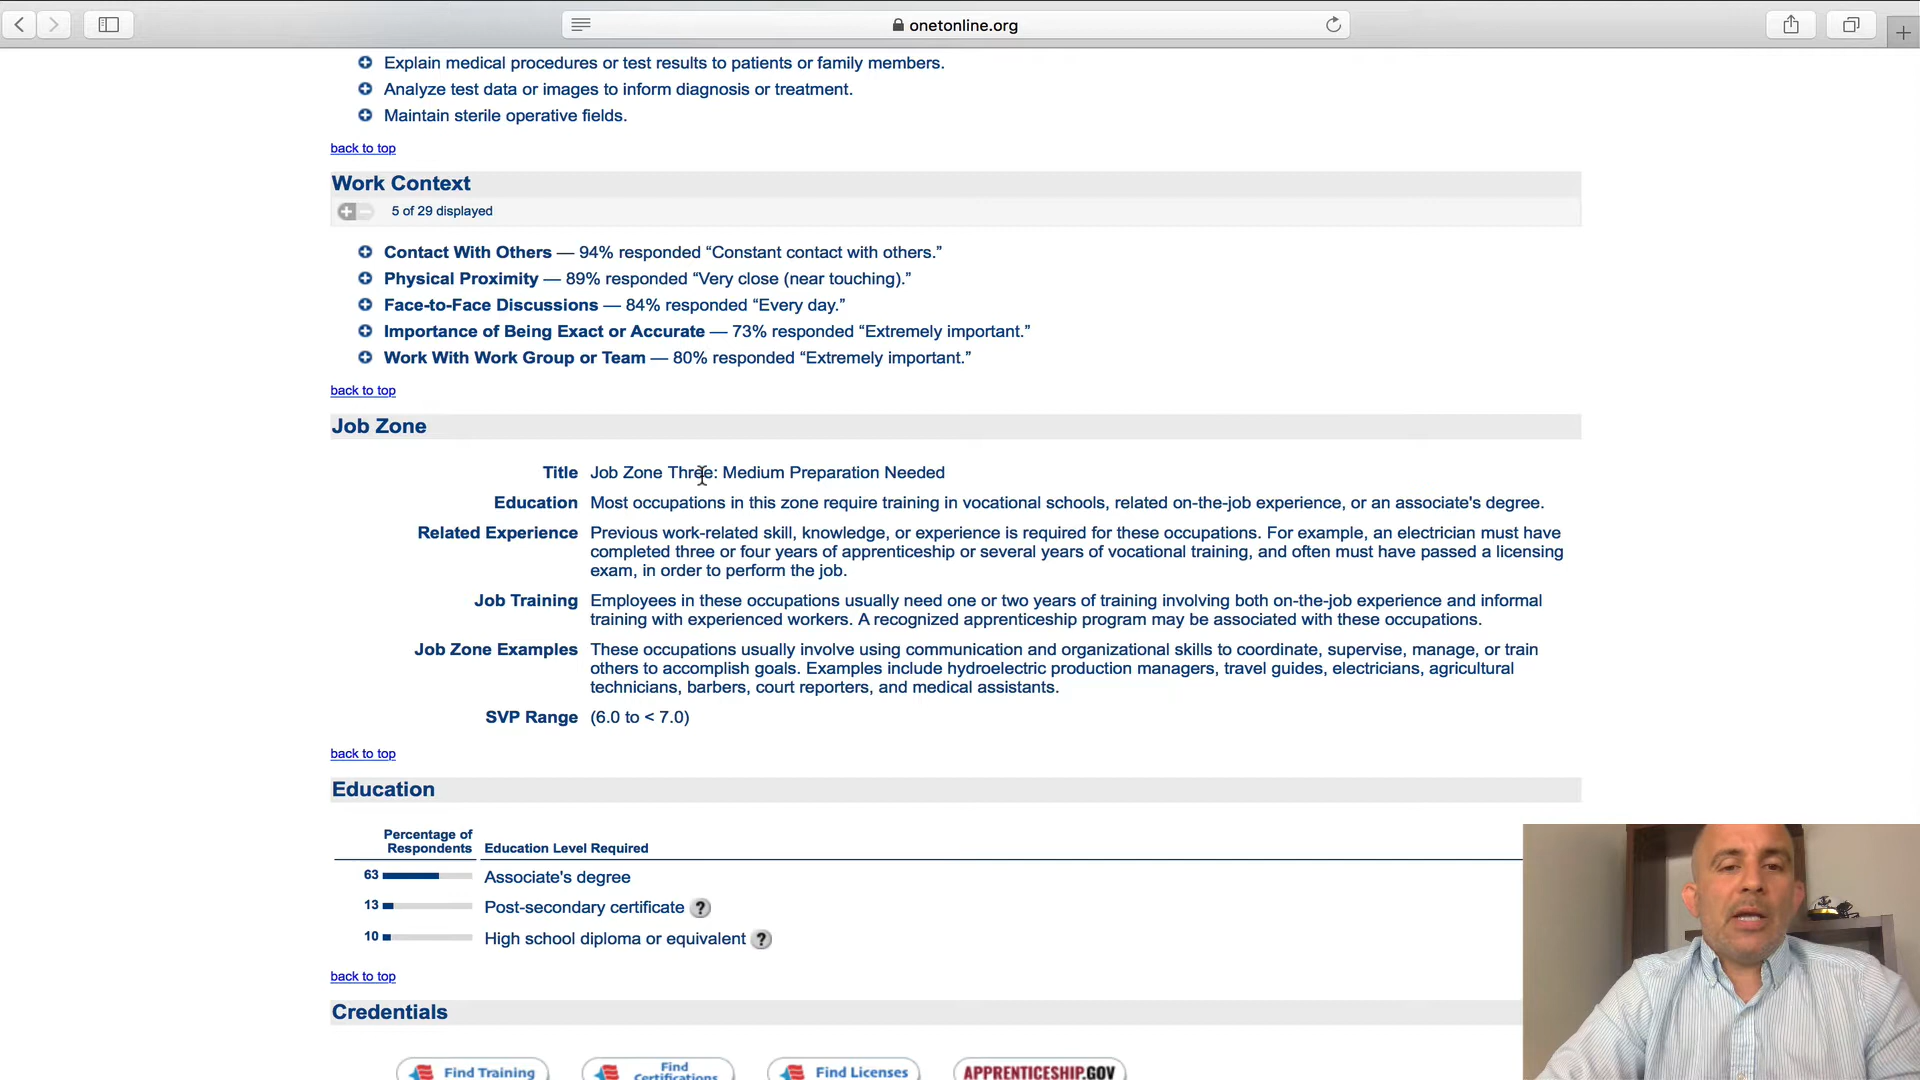 onetonline.org
Explain medical procedures or test results to patients or family members.
Analyze test data or images to inform diagnosis or treatment.
Maintain sterile operative fields.
back to top
Work Context
5 of 29 displayed
Contact With Others — 94% responded “Constant contact with others.”
Physical Proximity — 89% responded “Very close (near touching).”
Face-to-Face Discussions — 84% responded “Every day.”
Importance of Being Exact or Accurate — 73% responded “Extremely important.”
Work With Work Group or Team — 80% responded “Extremely important.”
back to top
Job Zone
Title Job Zone Three: Medium Preparation Needed
Education Most occupations in this zone require training in vocational schools, related on-the-job experience, or an associate's degree.
Related Experience Previous work-related skill, knowledge, or experience is required for these occupations. For example, an electrician must have
completed three or four years of apprenticeship or several years of vocational training, and often must have passed a licensing
exam, in order to perform the job.
Job Training Employees in these occupations usually need one or two years of training involving both on-the-job experience and informal
training with experienced workers. A recognized apprenticeship program may be associated with these occupations.
Job Zone Examples These occupations usually involve using communication and organizational skills to coordinate, supervise, manage, or train
others to accomplish goals. Examples include hydroelectric production managers, travel guides, electricians, agricultural
technicians, barbers, court reporters, and medical assistants.
SVP Range (6.0 to < 7.0)
back to top
Education
Percentage of
Respondents Education Level Required
63 Associate's degree
13 Post-secondary certificate ?
10 High school diploma or equivalent ?
back to top
Credentials
Find Training
Find
Certifications
Find Licenses
APPRENTICESHIP.GOV